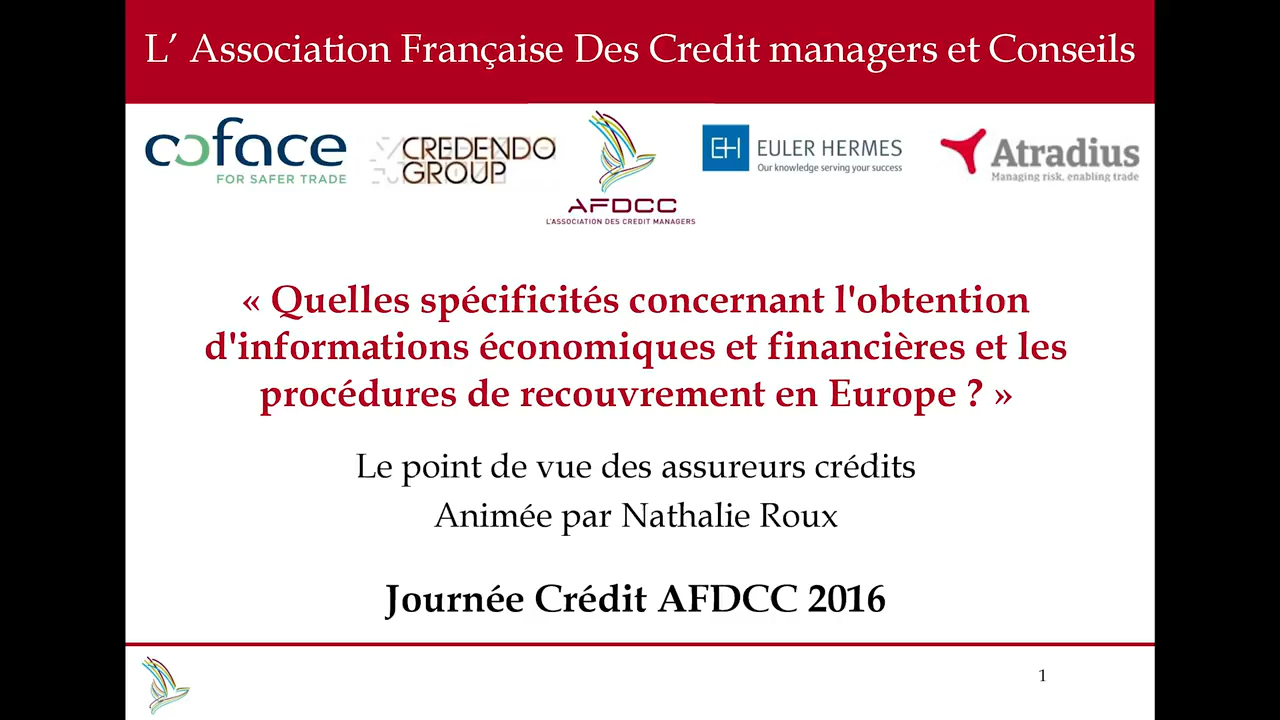 L’ Association Française Des Credit managers et Conseils
coface
FOR SAFER TRADE
CREDENDO
GROUP
AFDCC
L'ASSOCIATION DES CREDIT MANAGERS
EH EULER HERMES
Our knowledge serving your success
Atradius
Managing risk, enabling trade
« Quelles spécificités concernant l'obtention
d'informations économiques et financières et les
procédures de recouvrement en Europe ? »
Le point de vue des assureurs crédits
Animée par Nathalie Roux
Journée Crédit AFDCC 2016
1